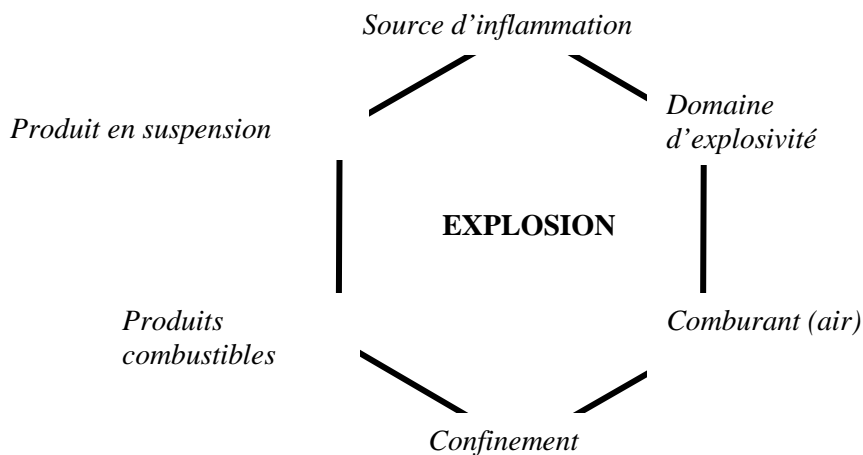 Source d’inflammation
Domaine
d’explosivité
Produit en suspension
EXPLOSION
Produits
combustibles
Comburant (air)
Confinement